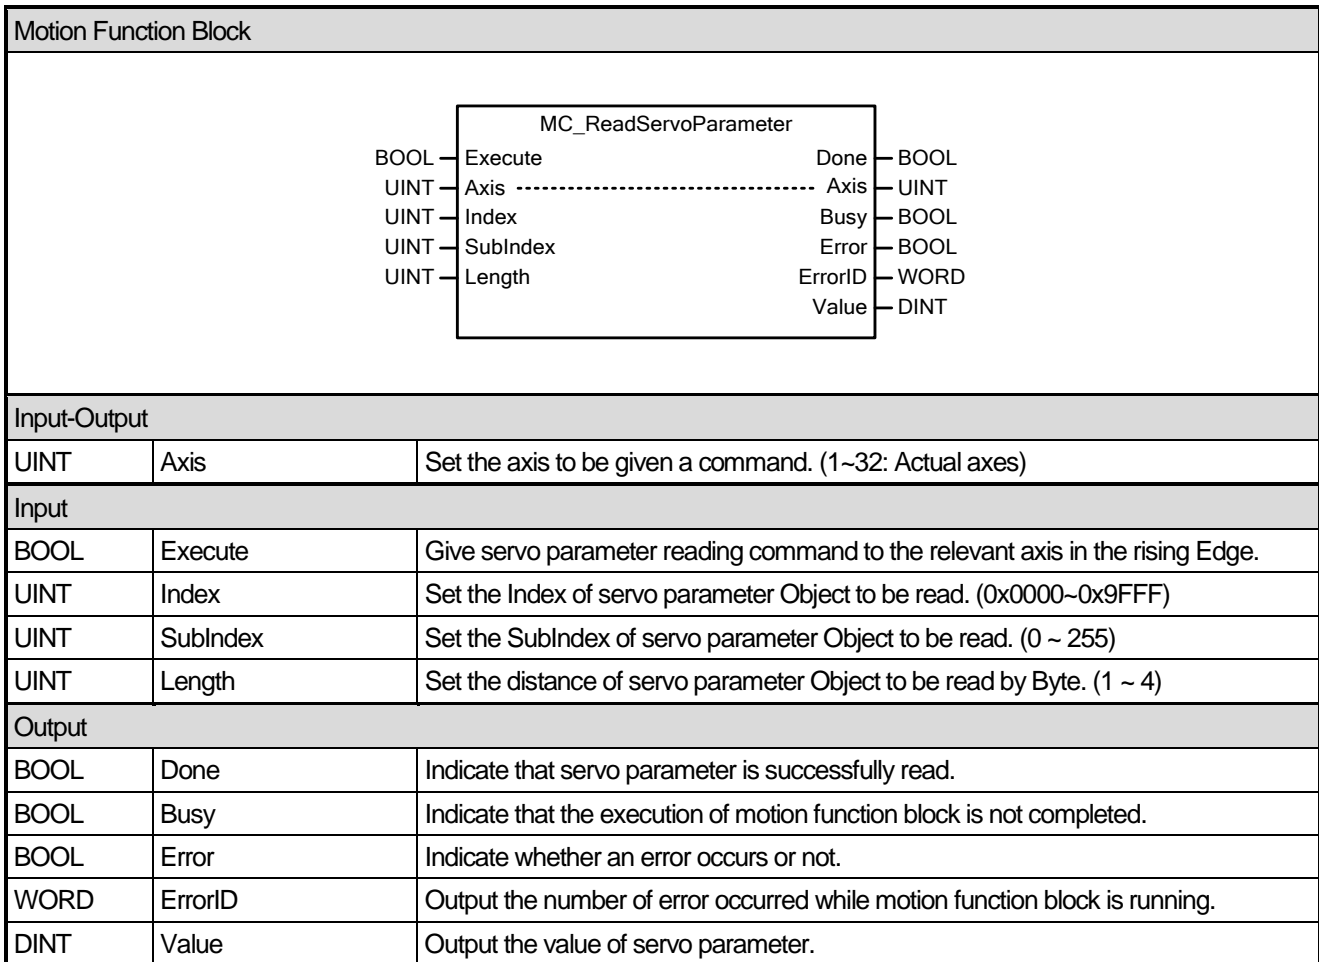 Motion Function Block
MC_ReadServoParameter
BOOL Execute Done BOOL
UINT Axis Axis UINT
UINT Index Busy BOOL
UINT SubIndex Error BOOL
UINT Length ErrorID WORD
Value DINT
Input-Output
UINT Axis Set the axis to be given a command. (1~32: Actual axes)
Input
BOOL Execute Give servo parameter reading command to the relevant axis in the rising Edge.
UINT Index Set the Index of servo parameter Object to be read. (0x0000~0x9FFF)
UINT SubIndex Set the SubIndex of servo parameter Object to be read. (0 ~ 255)
UINT Length Set the distance of servo parameter Object to be read by Byte. (1 ~ 4)
Output
BOOL Done Indicate that servo parameter is successfully read.
BOOL Busy Indicate that the execution of motion function block is not completed.
BOOL Error Indicate whether an error occurs or not.
WORD ErrorID Output the number of error occurred while motion function block is running.
DINT Value Output the value of servo parameter.